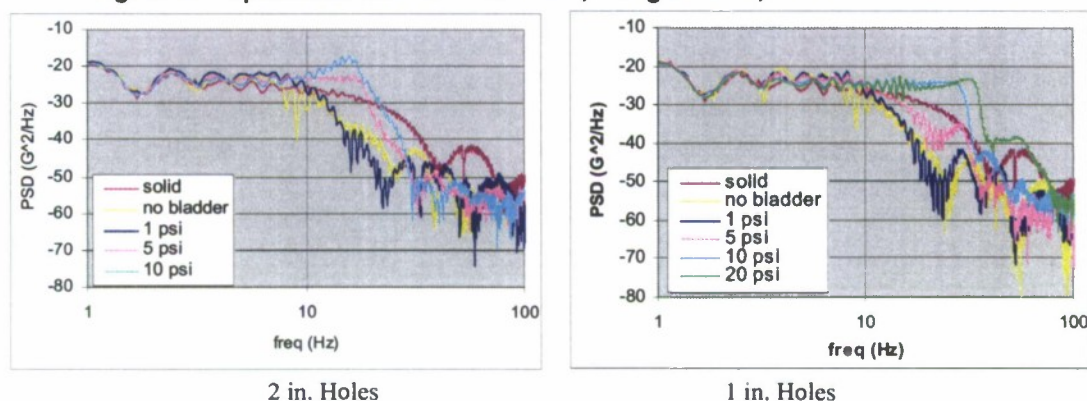 -10
-20
-30
-40
-50
-60
-70
-80
PSD (G^2/Hz)
solid
no bladder
1 psi
5 psi
10 psi
1
10
100
freq (Hz)
2 in. Holes
-10
-20
-30
-40
-50
-60
-70
-80
PSD (G^2/Hz)
solid
no bladder
1 psi
5 psi
10 psi
20 psi
1
10
100
freq (Hz)
1 in. Holes